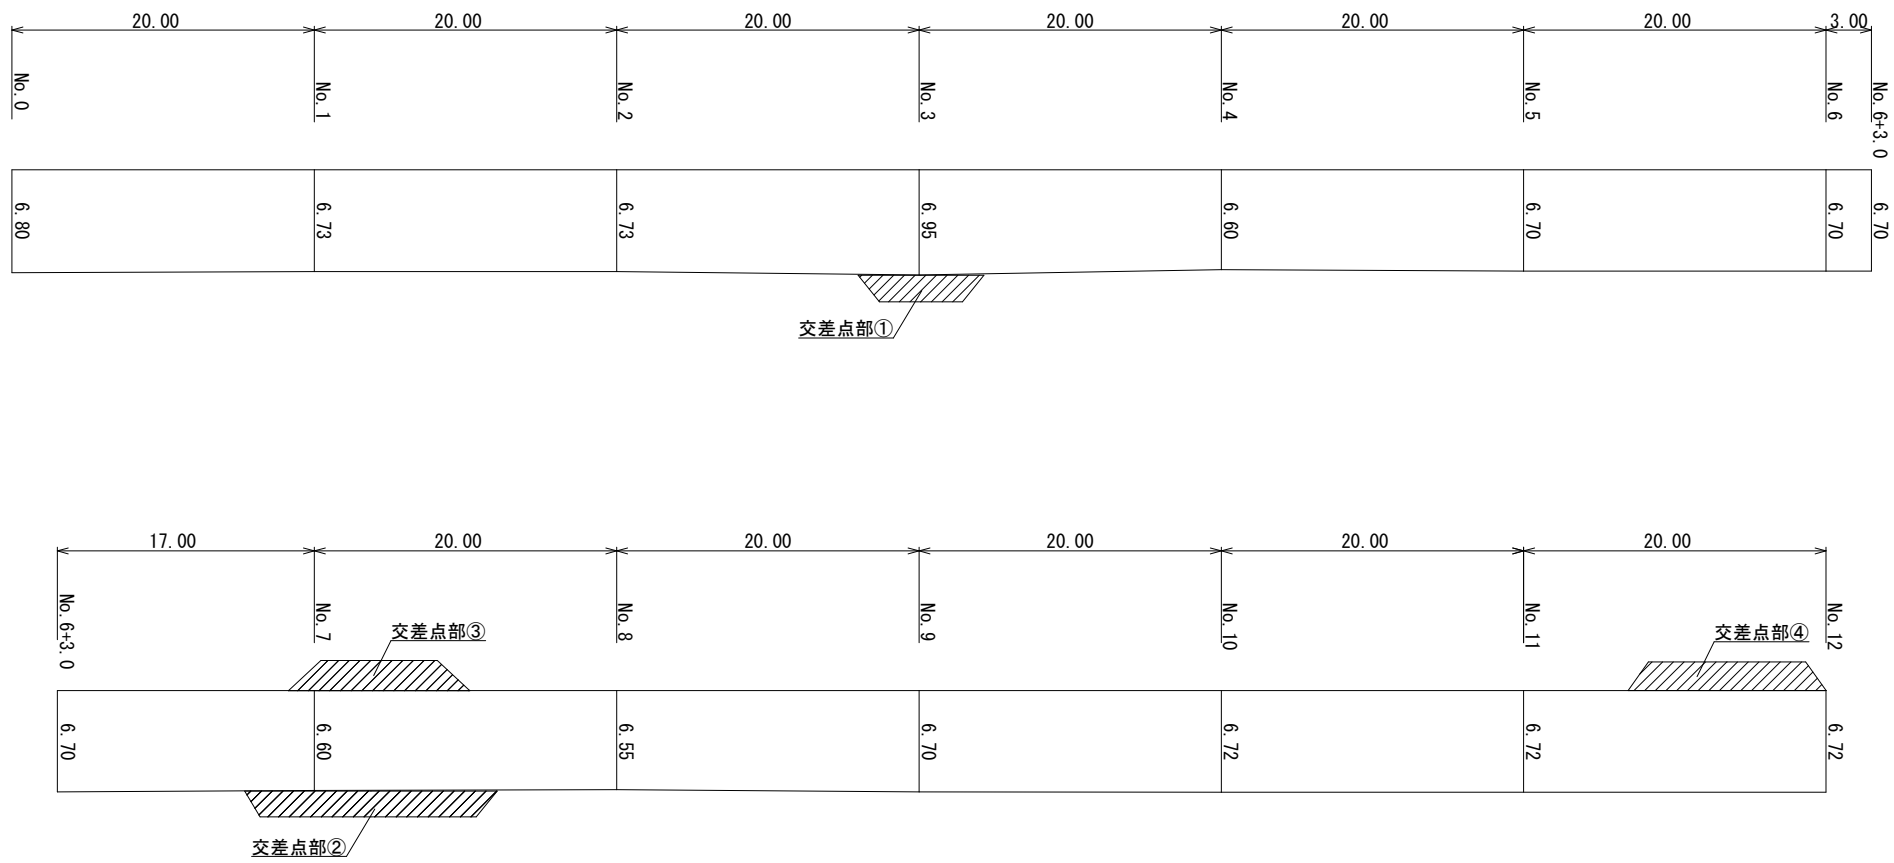 20.00 20.00 20.00 20.00 20.00 20.00 3.00
No.0 No.1 No.2 No.3 No.4 No.5 No.6 No.6+3.0
6.80 6.73 6.73 6.95 6.60 6.70 6.70 6.70
交差点部①
17.00 20.00 20.00 20.00 20.00 20.00
No.6+3.0 No.7 No.8 No.9 No.10 No.11 No.12
交差点部③ 交差点部④
6.70 6.60 6.55 6.70 6.72 6.72 6.72
交差点部②